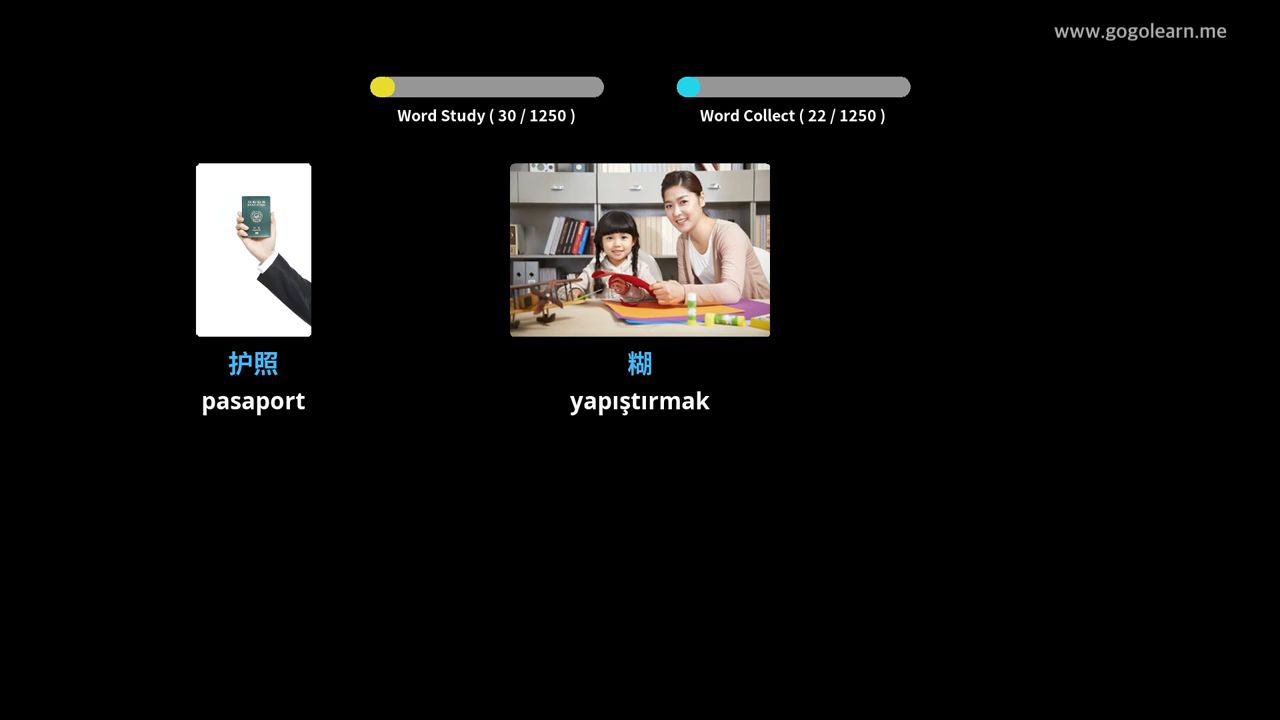 www.gogolearn.me
Word Study ( 30 / 1250 )
Word Collect ( 22 / 1250 )
护照
pasaport
糊
yapıştırmak